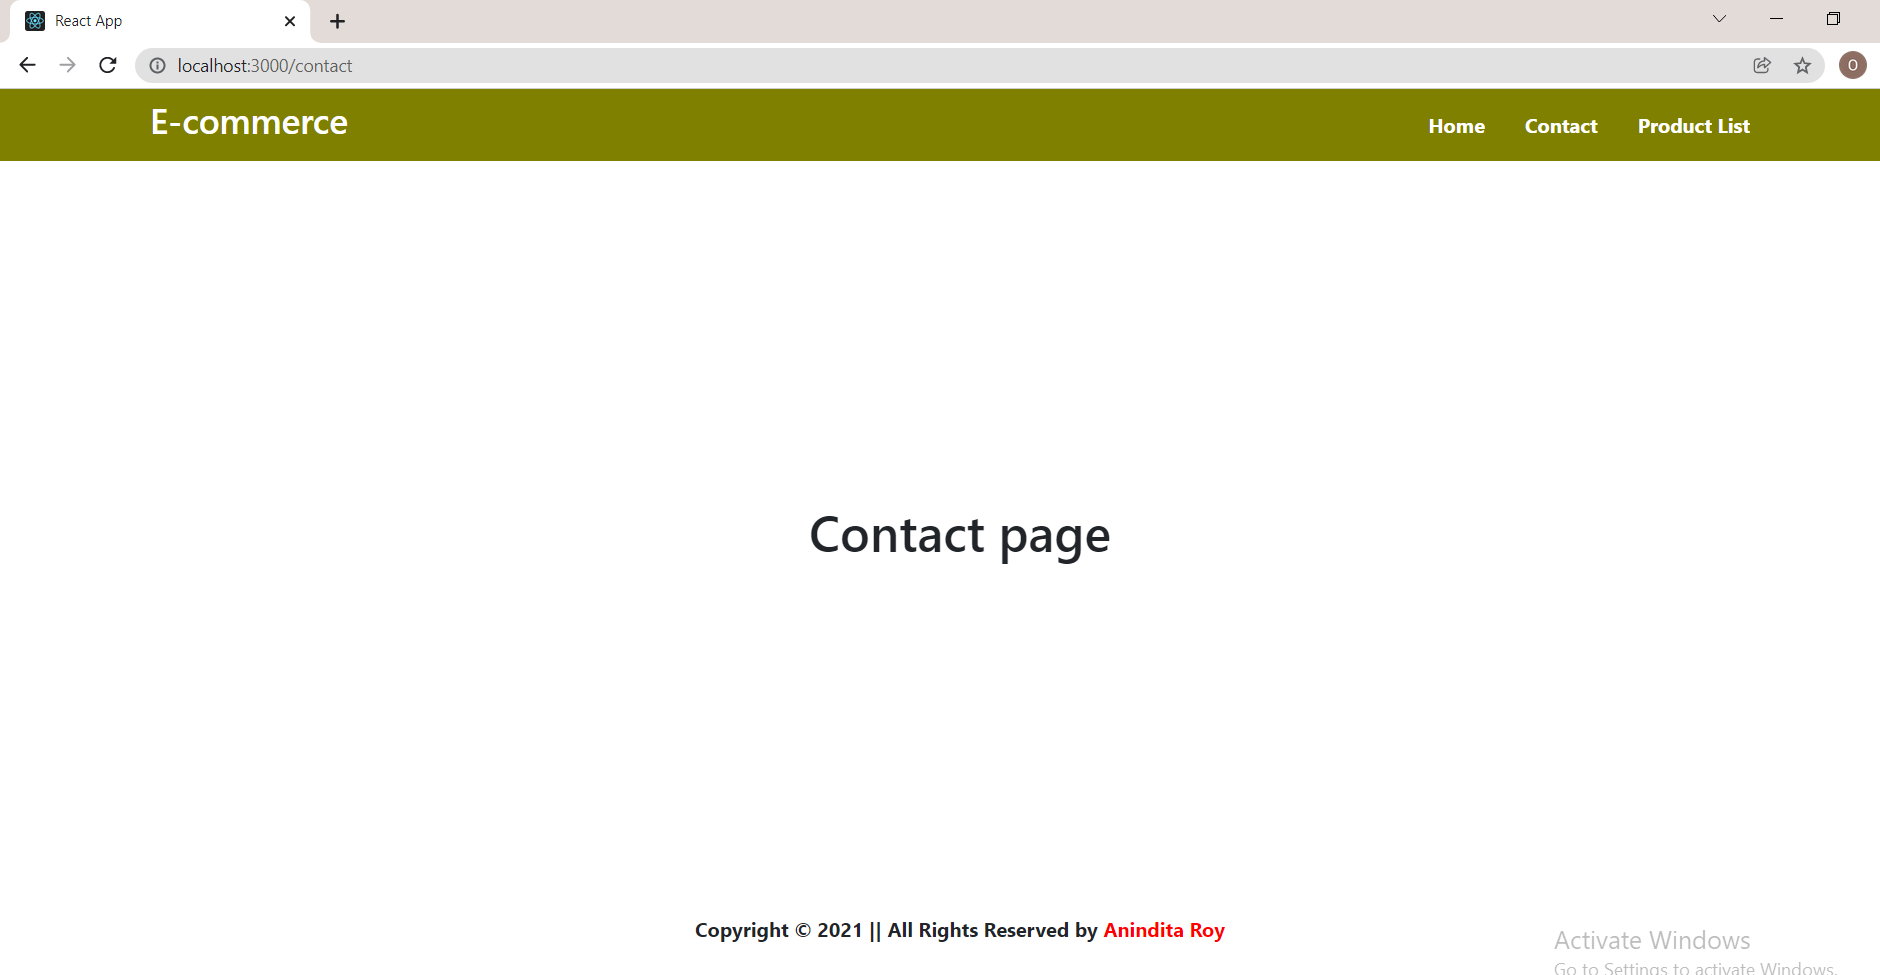 React App
localhost:3000/contact
O
E-commerce
Home Contact Product List
Contact page
Copyright © 2021 || All Rights Reserved by Anindita Roy
Activate Windows
Go to Settings to activate Windows.